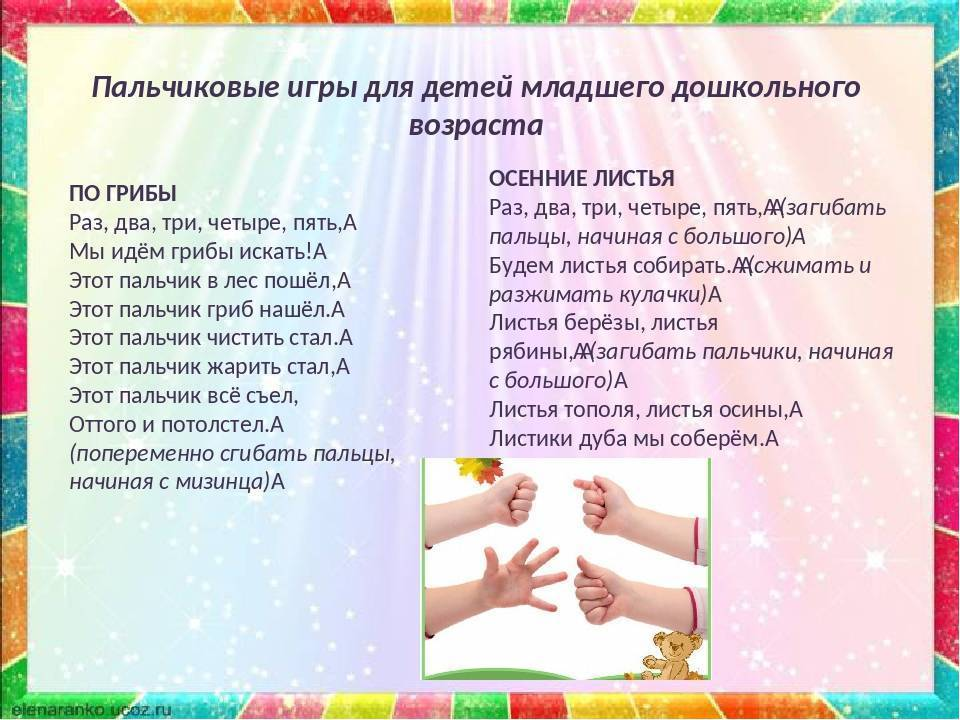 Пальчиковые игры для детей младшего дошкольного
возраста
ПО ГРИБЫ
Раз, два, три, четыре, пять,А
Мы идём грибы искать!А
Этот пальчик в лес пошёл,А
Этот пальчик гриб нашёл.А
Этот пальчик чистить стал.А
Этот пальчик жарить стал,А
Этот пальчик всё съел,
Оттого и потолстел.А
(попеременно сгибать пальцы,
начиная с мизинца)А
ОСЕННИЕ ЛИСТЬЯ
Раз, два, три, четыре, пять,АА(загибать
пальцы, начиная с большого)А
Будем листья собирать.АА(сжимать и
разжимать кулачки)А
Листья берёзы, листья
рябины,АА(загибать пальчики, начиная
с большого)А
Листья тополя, листья осины,А
Листики дуба мы соберём.А
elenaranko.ucoz.ru